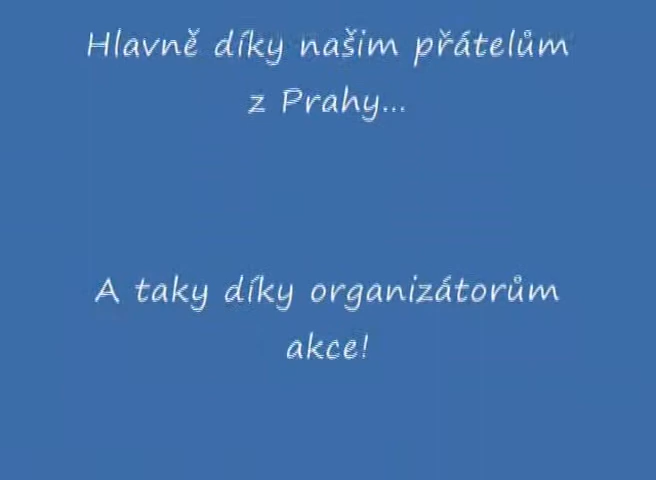 Hlavně díky našim přátelům
z Prahy...
A taky díky organizátorům
akce!